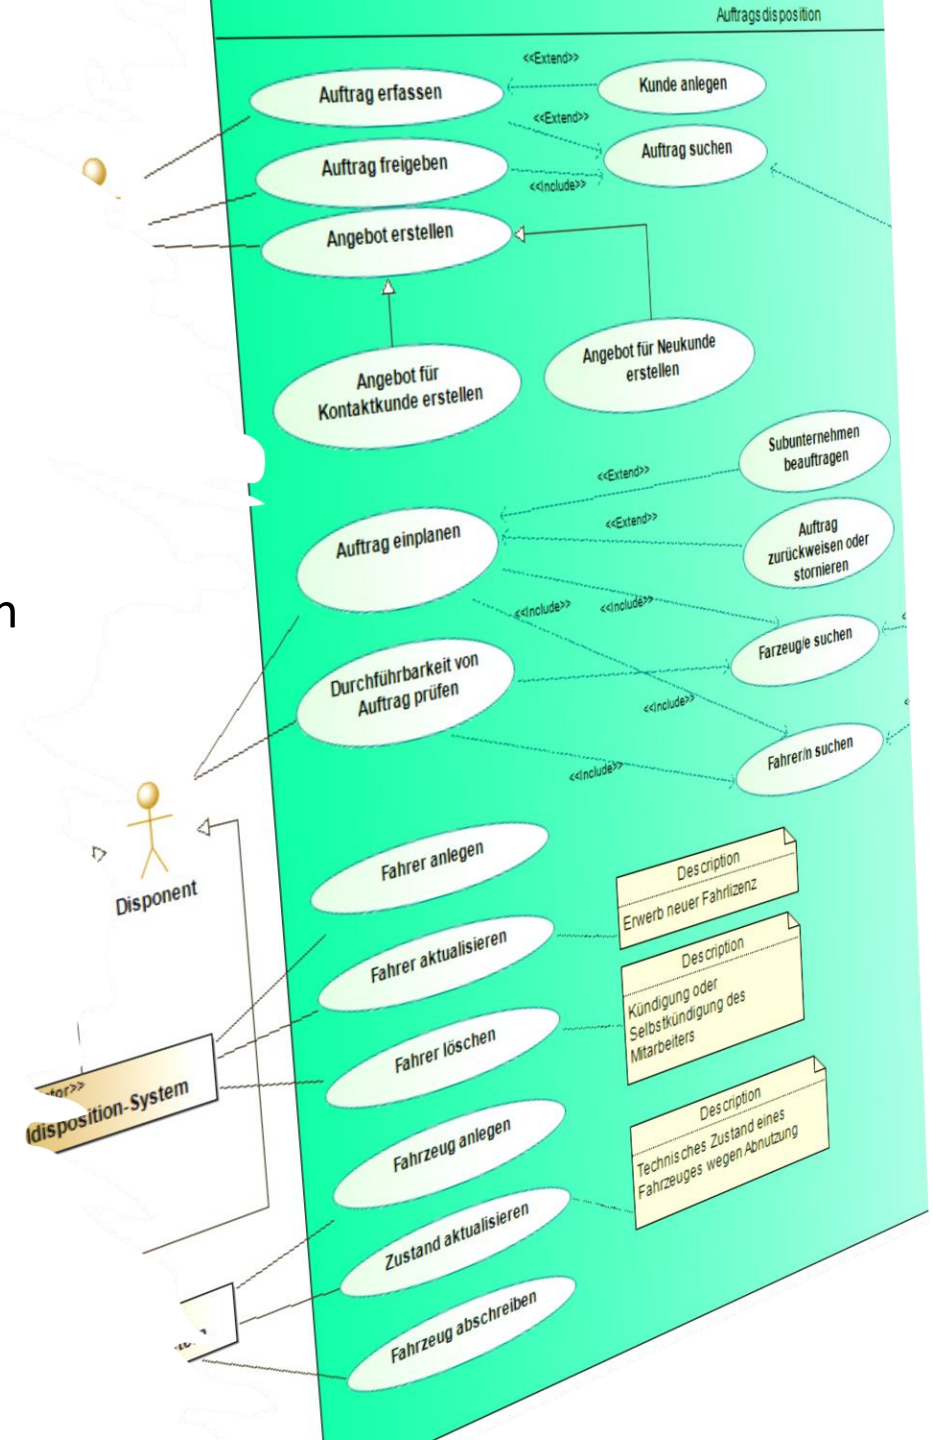 Auftragsdisposition
<<Extend>>
Auftrag erfassen
Kunde anlegen
<<Extend>>
Auftrag suchen
Auftrag freigeben
<<Include>>
Angebot erstellen
Angebot für Neukunde
erstellen
Angebot für
Kontaktkunde erstellen
Subunternehmen
beauftragen
<<Extend>>
<<Extend>>
Auftrag
zurückweisen oder
stornieren
Auftrag einplanen
<<Include>>
<<Include>>
Farzeug/e suchen
Durchführbarkeit von
Auftrag prüfen
<<Include>>
Fahrer/n suchen
<<Include>>
Disponent
Fahrer anlegen
Description
Erwerb neuer Fahrlizenz
Fahrer aktualisieren
Description
Kündigung oder
Selbstkündigung des
Mitarbeiters
Fahrer löschen
disposition-System
Description
Technisches Zustand eines
Fahrzeuges wegen Abnutzung
Fahrzeug anlegen
Zustand aktualisieren
Fahrzeug abschreiben